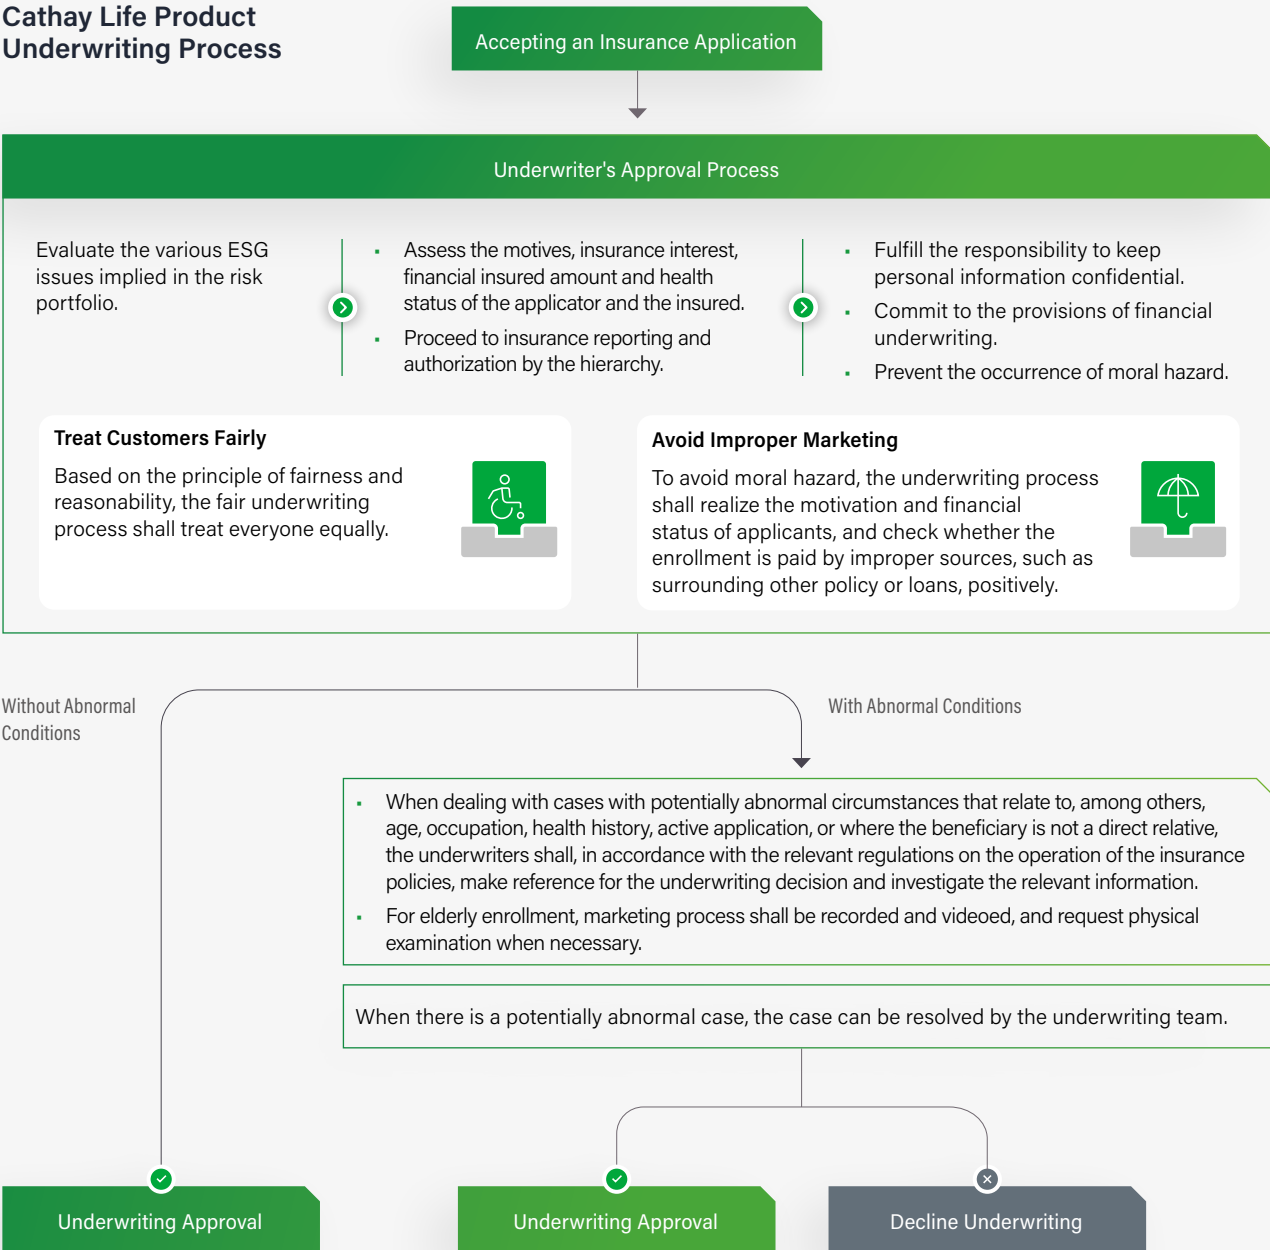 Cathay Life Product
Underwriting Process
Accepting an Insurance Application
Underwriter's Approval Process
Evaluate the various ESG
issues implied in the risk
portfolio.
▪ Assess the motives, insurance interest,
financial insured amount and health
status of the applicator and the insured.
▪ Proceed to insurance reporting and
authorization by the hierarchy.
▪ Fulfill the responsibility to keep
personal information confidential.
▪ Commit to the provisions of financial
underwriting.
▪ Prevent the occurrence of moral hazard.
Treat Customers Fairly
Based on the principle of fairness and
reasonability, the fair underwriting
process shall treat everyone equally.
Avoid Improper Marketing
To avoid moral hazard, the underwriting process
shall realize the motivation and financial
status of applicants, and check whether the
enrollment is paid by improper sources, such as
surrounding other policy or loans, positively.
Without Abnormal
Conditions
With Abnormal Conditions
▪ When dealing with cases with potentially abnormal circumstances that relate to, among others,
age, occupation, health history, active application, or where the beneficiary is not a direct relative,
the underwriters shall, in accordance with the relevant regulations on the operation of the insurance
policies, make reference for the underwriting decision and investigate the relevant information.
▪ For elderly enrollment, marketing process shall be recorded and videoed, and request physical
examination when necessary.
When there is a potentially abnormal case, the case can be resolved by the underwriting team.
Underwriting Approval
Underwriting Approval
Decline Underwriting